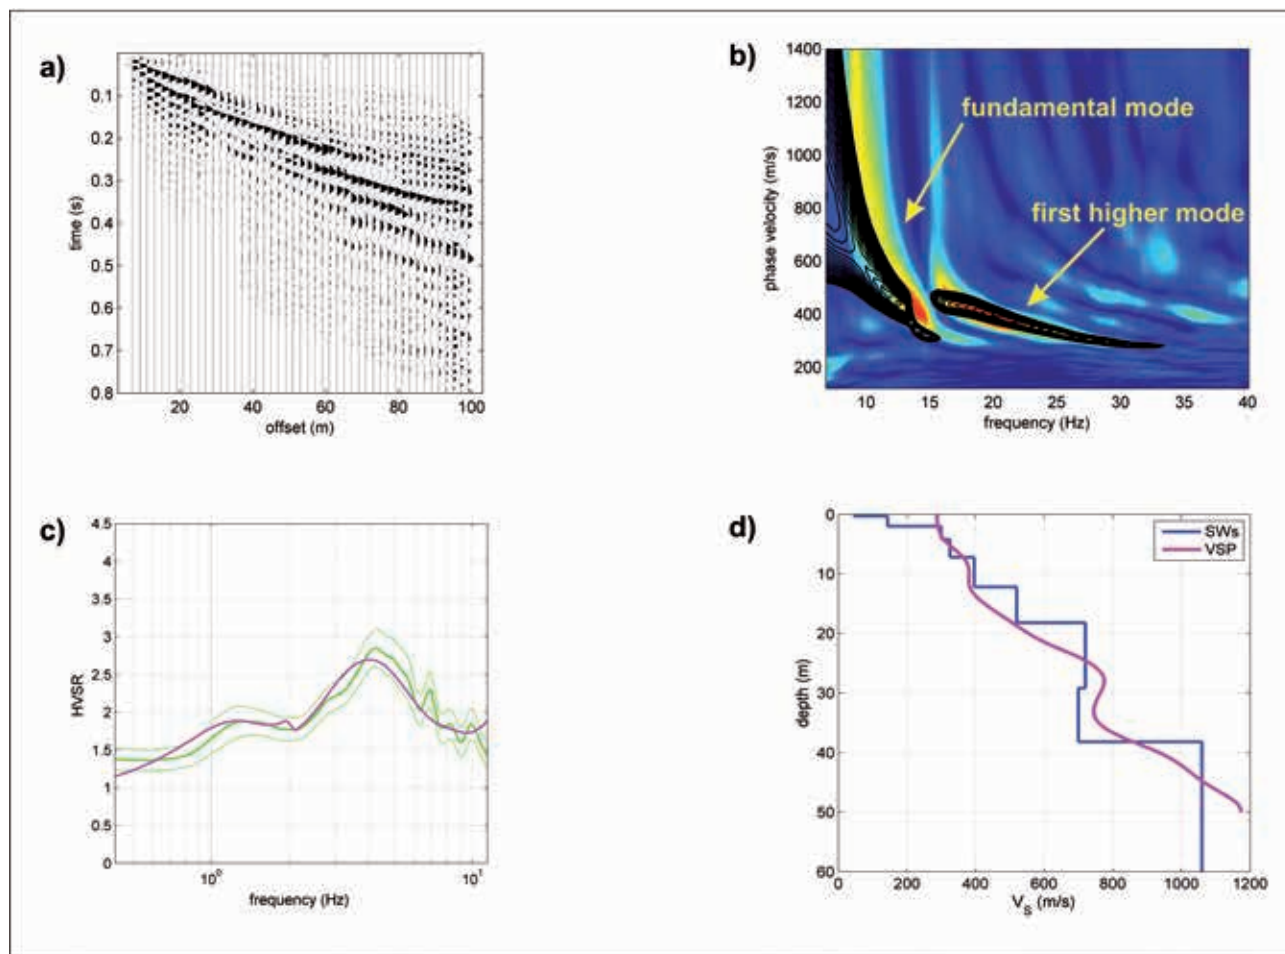 a)
0.1
0.2
0.3
0.4
0.5
0.6
0.7
0.8
time (s)
20 40 60 80 100
offset (m)
b)
1400
1200
1000
800
600
400
200
phase velocity (m/s)
fundamental mode
first higher mode
10 15 20 25 30 35 40
frequency (Hz)
c)
4.5
4
3.5
3
2.5
2
1.5
1
0.5
0
HVSR
10⁰ 10¹
frequency (Hz)
d)
0
10
20
30
40
50
60
depth (m)
SWs
VSP
0 200 400 600 800 1000 1200
V_S (m/s)